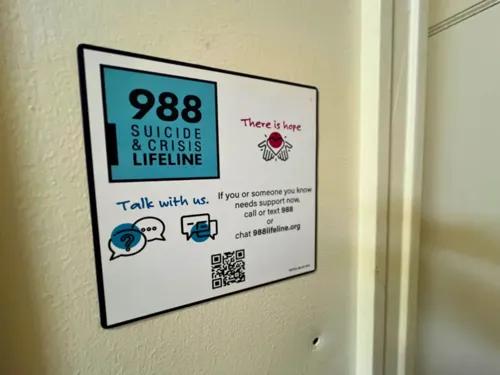 988
SUICIDE
& CRISIS
LIFELINE
There is hope
Talk with us.
If you or someone you know
needs support now,
call or text 988
or
chat 988lifeline.org